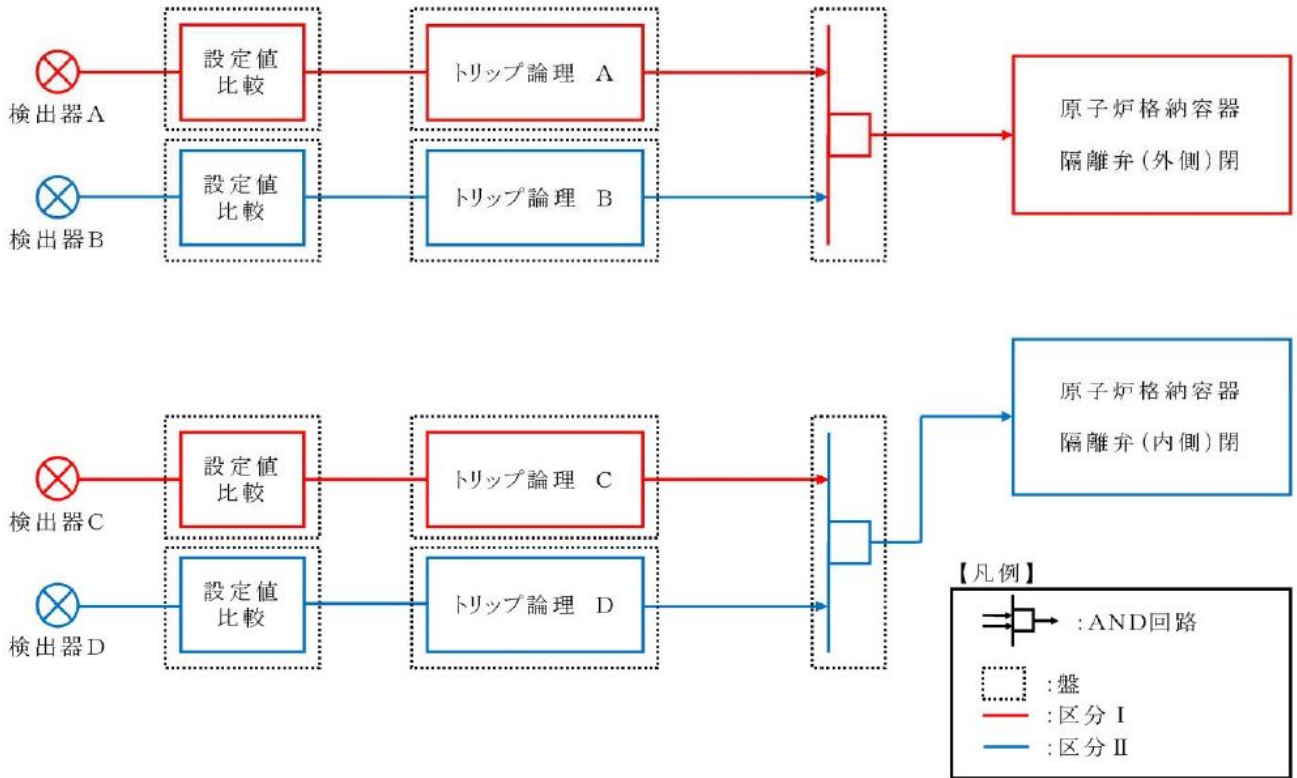 設定値
比較
トリップ論理 A
検出器A
設定値
比較
トリップ論理 B
検出器B
原子炉格納容器
隔離弁(外側)閉
設定値
比較
トリップ論理 C
検出器C
設定値
比較
トリップ論理 D
検出器D
原子炉格納容器
隔離弁(内側)閉
【凡例】
:AND回路
:盤
:区分Ⅰ
:区分Ⅱ